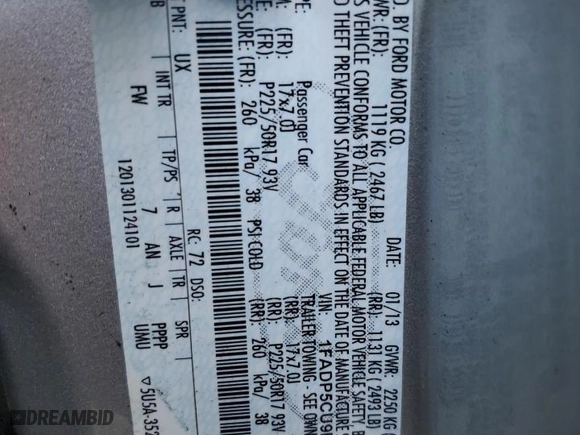 D. BY FORD MOTOR CO.
DATE: 01/13 GVWR: 2250 KG (
WR: (FR) 1119 KG ( 2467 LB) (RR) 1131 KG ( 2493 LB)
S VEHICLE CONFORMS TO ALL APPLICABLE FEDERAL MOTOR VEHICLE SAFETY, B
D THEFT PREVENTION STANDARDS IN EFFECT ON THE DATE OF MANUFACTURE
VIN: 1FADP5CU9
Passenger Car TRAILER TOWING - SEE
(FR): 17x7.0J (RR): 17x7.0J
(FR): P225/50R17 93V P225/50R17 93V
ESSURE: (FR) 260 kPa/ 38 PSI COLD (RR): 260 kPa/ 38
T PNT: UX RC: 72 DSO:
B INT TR TP/PS R AXLE TR SPR
FW 7 AN J PPPP
1201301124101 UMU
▽5U5A-352
DREAMBID